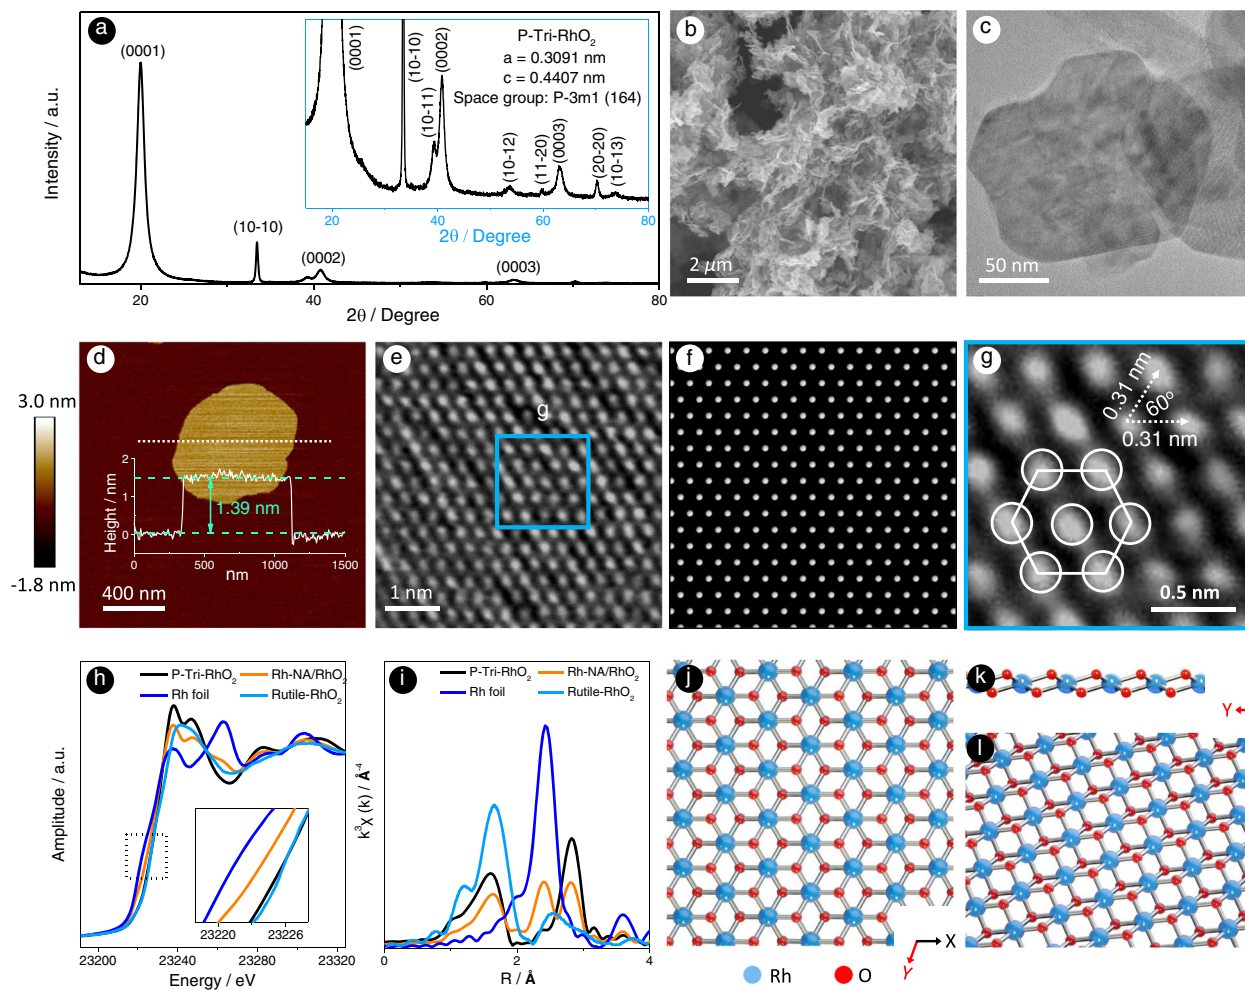 a
(0001)
(10-10)
(0002)
(0003)
Intensity / a.u.
20
40
60
80
2θ / Degree
(0001)
(10-10)
(10-11)
(0002)
(10-12)
(11-20)
(0003)
(20-20)
(10-13)
P-Tri-RhO2
a = 0.3091 nm
c = 0.4407 nm
Space group: P-3m1 (164)
20
40
60
80
2θ / Degree
b
2 μm
c
50 nm
3.0 nm
-1.8 nm
d
Height / nm
2
1
0
1.39 nm
0
500
1000
1500
nm
400 nm
e
g
1 nm
f
g
0.31 nm
60o
0.31 nm
0.5 nm
h
P-Tri-RhO2
Rh-NA/RhO2
Rh foil
Rutile-RhO2
Amplitude / a.u.
23220
23226
23200
23240
23280
23320
Energy / eV
i
P-Tri-RhO2
Rh-NA/RhO2
Rh foil
Rutile-RhO2
k3χ (k) / Å-4
0
2
4
R / Å
j
X
Y
k
Y
l
Rh
O